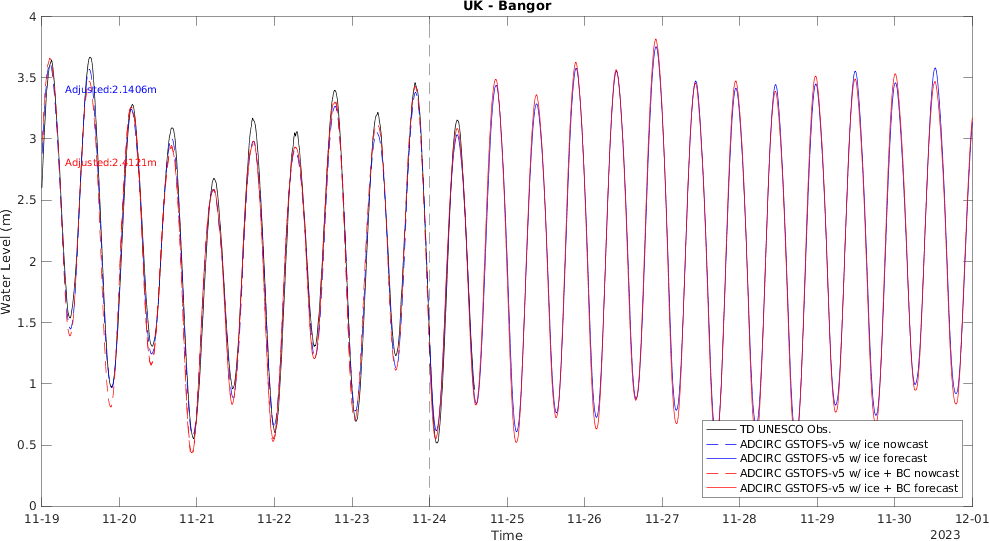 UK - Bangor
4
3.5
3
2.5
2
1.5
1
0.5
0
Water Level (m)
Adjusted:2.1406m
Adjusted:2.4121m
TD UNESCO Obs.
ADCIRC GSTOFS-v5 w/ ice nowcast
ADCIRC GSTOFS-v5 w/ ice forecast
ADCIRC GSTOFS-v5 w/ ice + BC nowcast
ADCIRC GSTOFS-v5 w/ ice + BC forecast
11-19 11-20 11-21 11-22 11-23 11-24 11-25 11-26 11-27 11-28 11-29 11-30 12-01
Time
2023